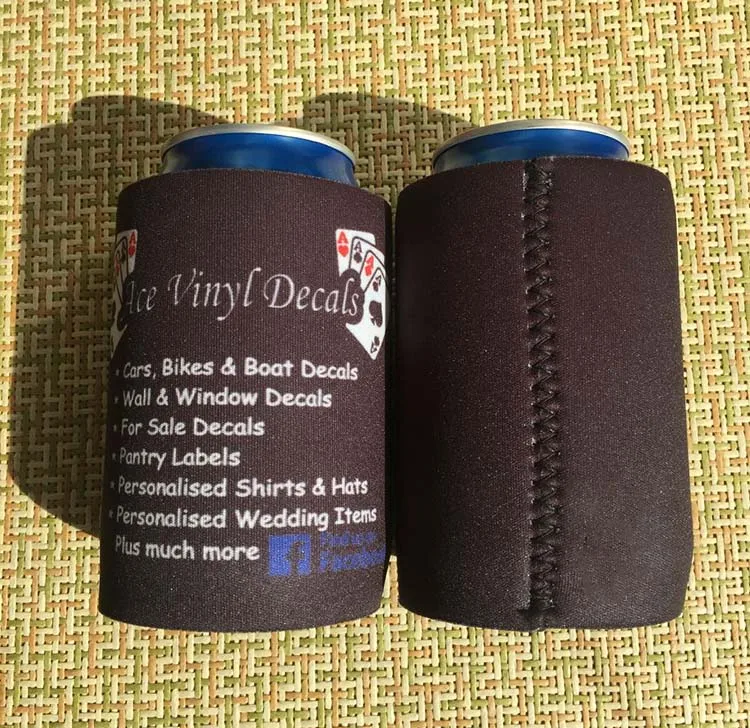 Ace Vinyl Decals
• Cars, Bikes & Boat Decals
• Wall & Window Decals
• For Sale Decals
• Pantry Labels
• Personalised Shirts & Hats
• Personalised Wedding Items
Plus much more